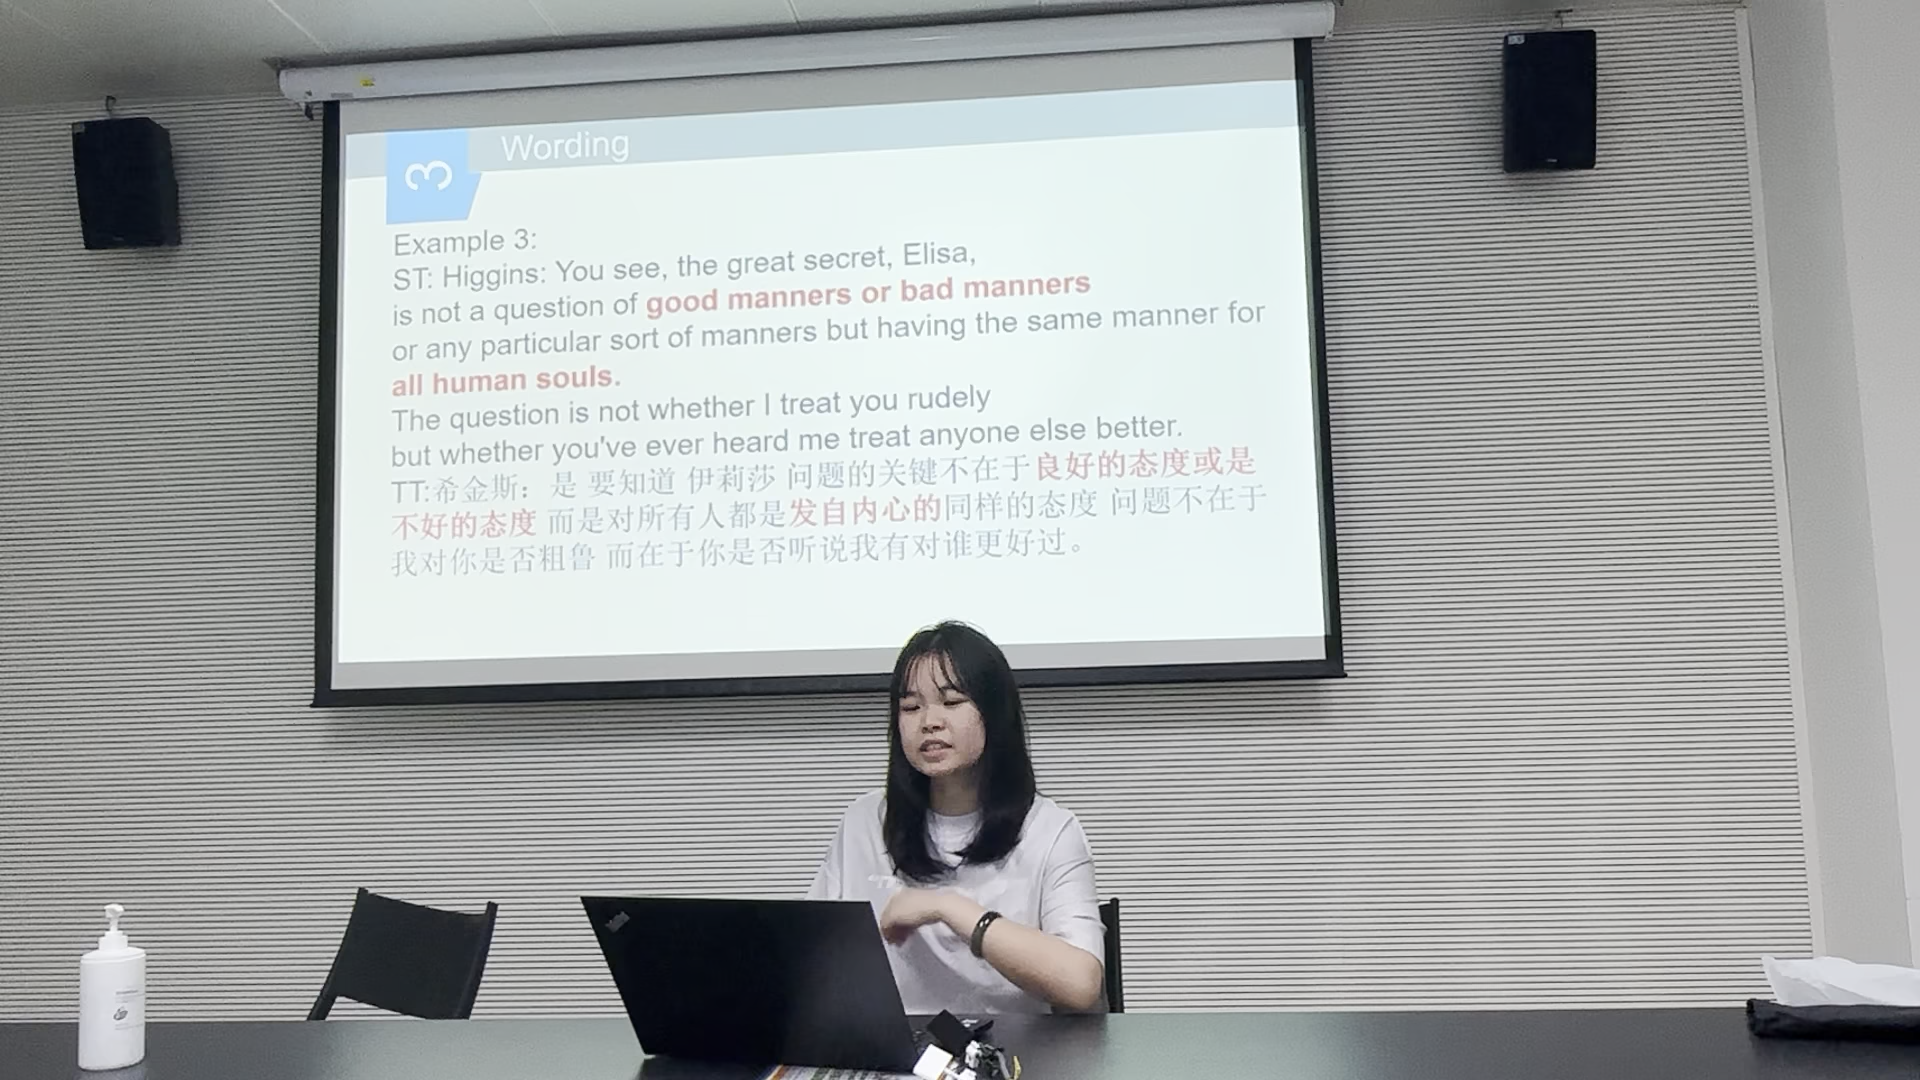 3
Wording
Example 3:
ST: Higgins: You see, the great secret, Elisa,
is not a question of good manners or bad manners
or any particular sort of manners but having the same manner for
all human souls.
The question is not whether I treat you rudely
but whether you've ever heard me treat anyone else better.
TT:希金斯：是 要知道 伊莉莎 问题的关键不在于良好的态度或是
不好的态度 而是对所有人都是发自内心的同样的态度 问题不在于
我对你是否粗鲁 而在于你是否听说我有对谁更好过。